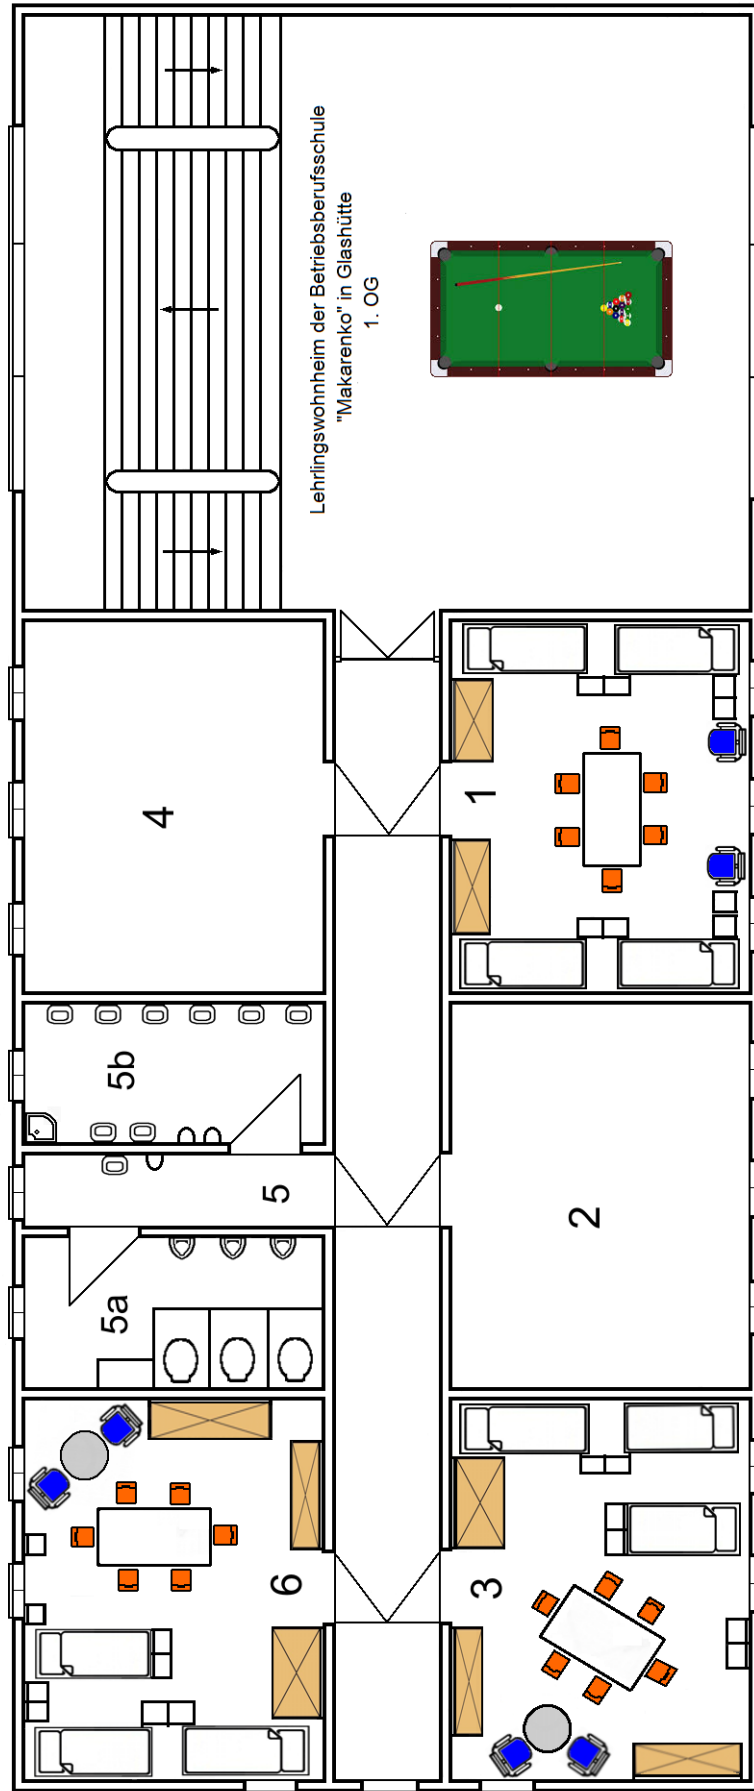 Lehrlingswohnheim der Betriebsberufsschule
"Makarenko" in Glashütte
1. OG
4
1
5b
5
2
5a
6
3